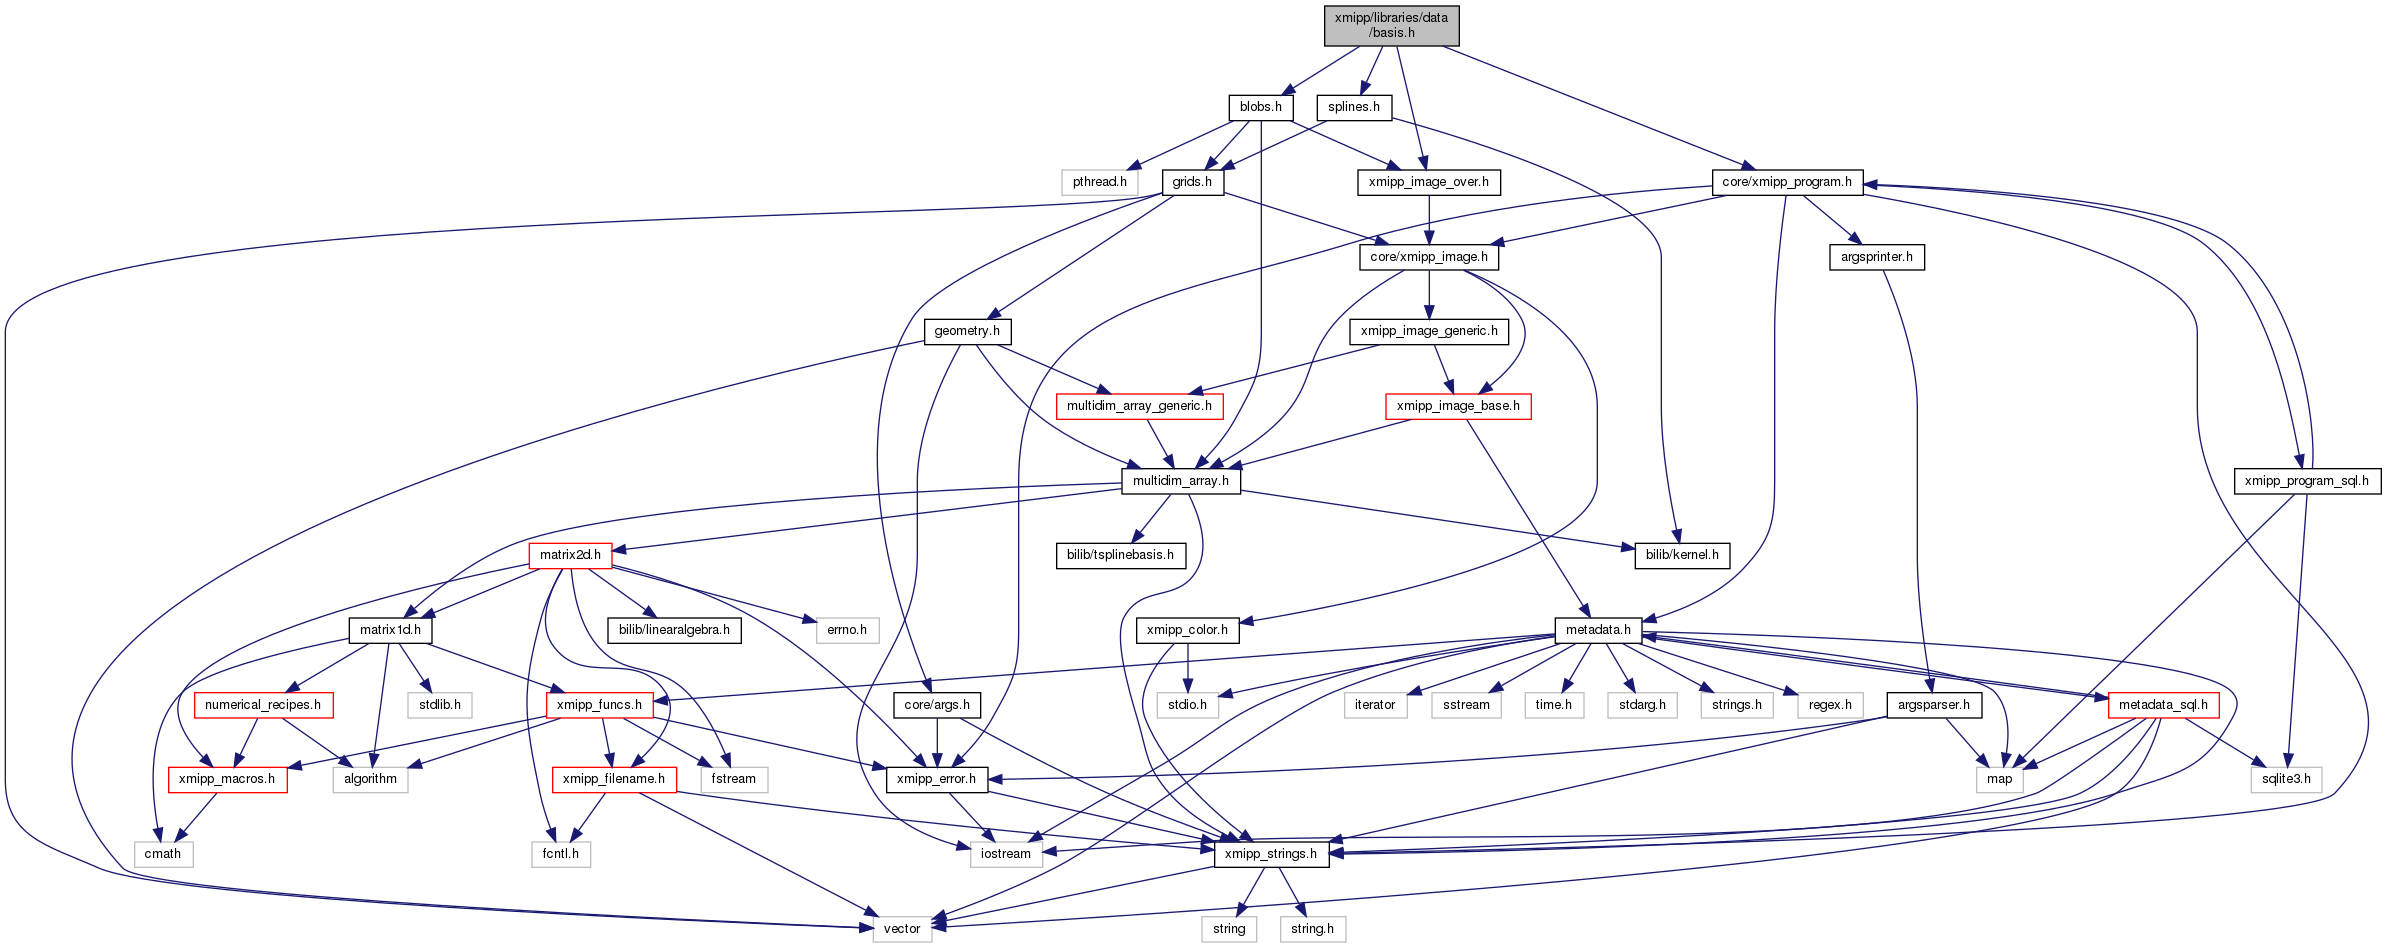 xmipp/libraries/data
/basis.h
blobs.h
splines.h
pthread.h
grids.h
xmipp_image_over.h
core/xmipp_program.h
core/xmipp_image.h
argsprinter.h
geometry.h
xmipp_image_generic.h
multidim_array_generic.h
xmipp_image_base.h
multidim_array.h
xmipp_program_sql.h
matrix2d.h
bilib/tsplinebasis.h
bilib/kernel.h
matrix1d.h
bilib/linearalgebra.h
errno.h
xmipp_color.h
metadata.h
numerical_recipes.h
stdlib.h
xmipp_funcs.h
core/args.h
stdio.h
iterator
sstream
time.h
stdarg.h
strings.h
regex.h
argsparser.h
metadata_sql.h
xmipp_macros.h
algorithm
xmipp_filename.h
fstream
xmipp_error.h
map
sqlite3.h
cmath
fcntl.h
iostream
xmipp_strings.h
vector
string
string.h